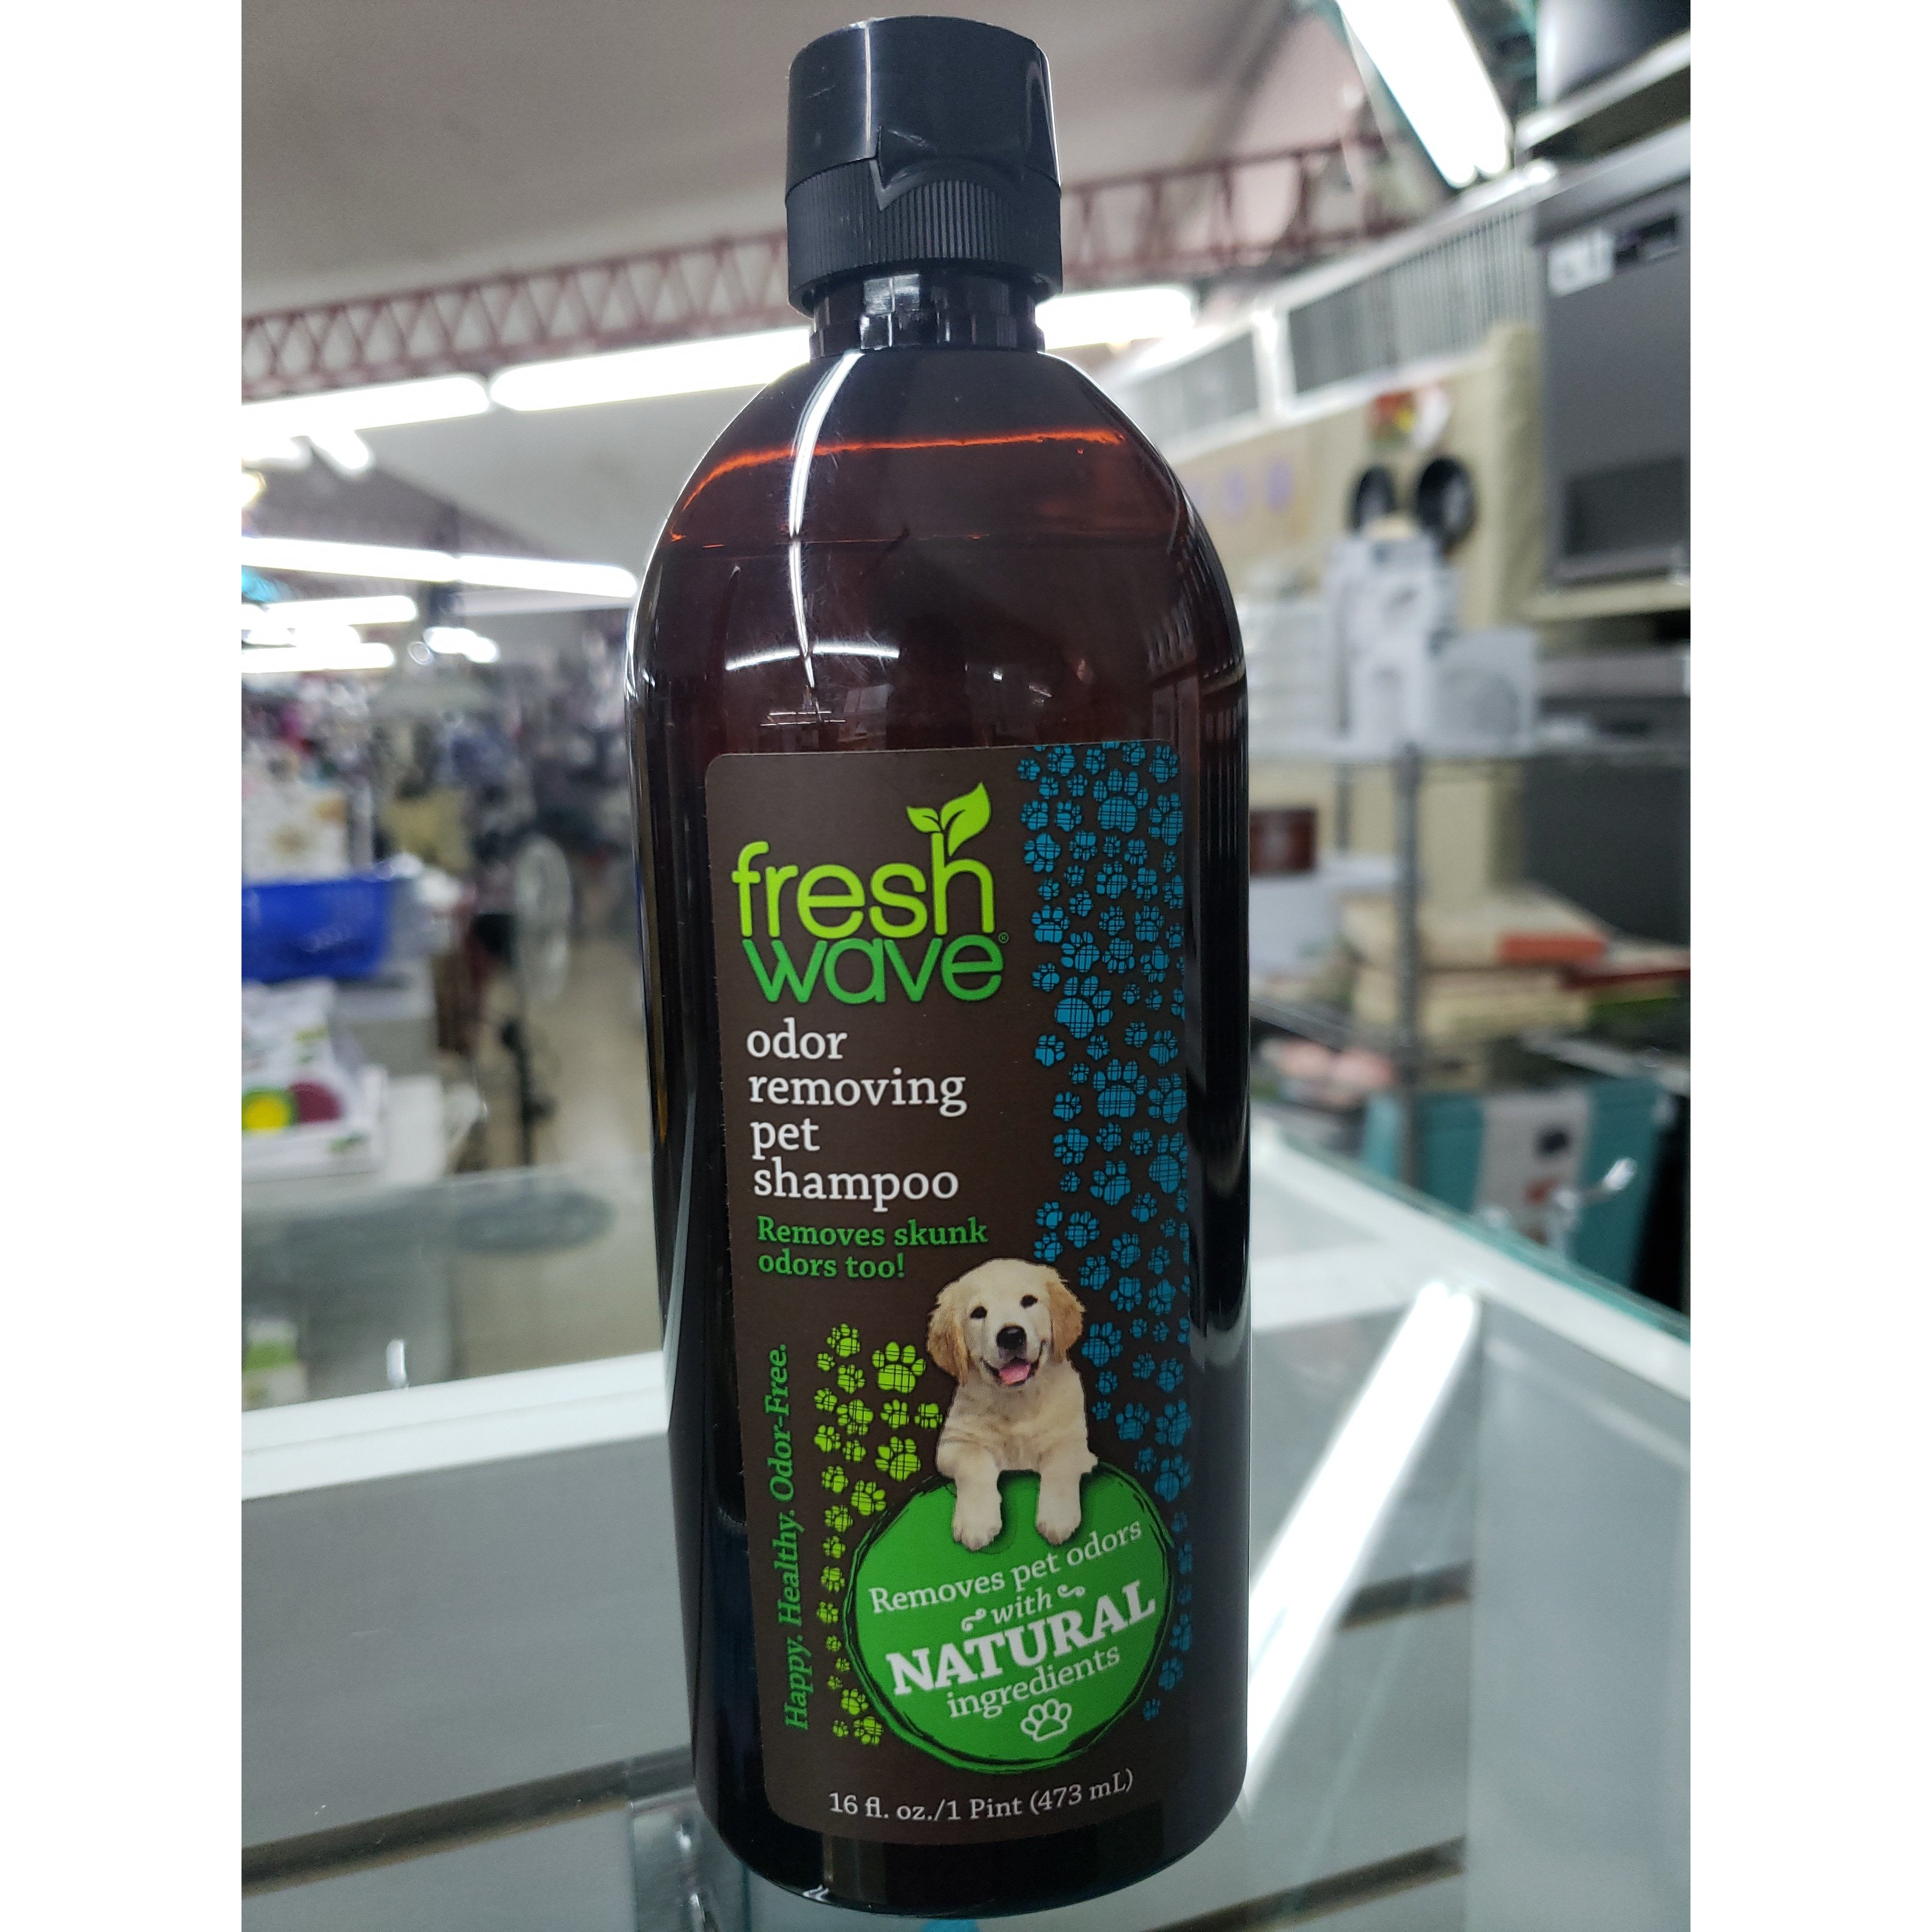 fresh
wave®
odor
removing
pet
shampoo
Removes skunk
odors too!
Happy. Healthy. Odor-Free.
Removes pet odors
with
NATURAL
ingredients
16 fl. oz./1 Pint (473 mL)